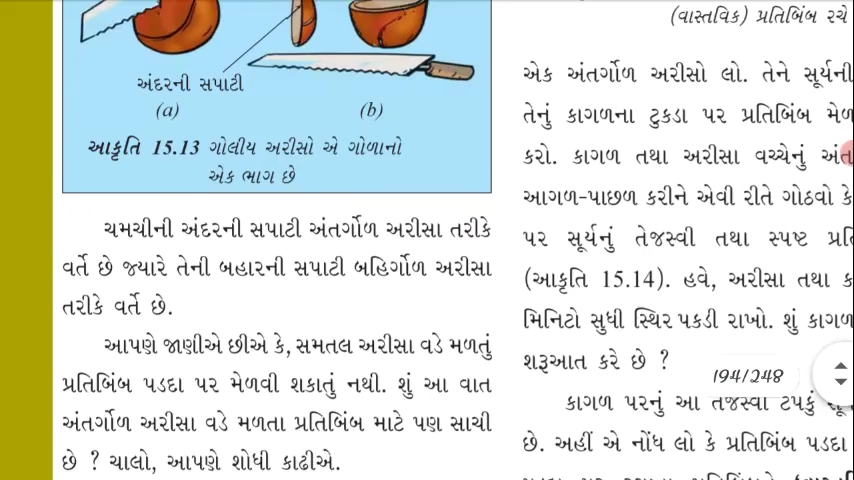 અંદરની સપાટી
(a)
(b)
આકૃતિ 15.13 ગોલીય અરીસો એ ગોળાનો
એક ભાગ છે
ચમચીની અંદરની સપાટી અંતર્ગોળ અરીસા તરીકે
વર્તે છે જ્યારે તેની બહારની સપાટી બહિર્ગોળ અરીસા
તરીકે વર્તે છે.
આપણે જાણીએ છીએ કે, સમતલ અરીસા વડે મળતું
પ્રતિબિંબ પડદા પર મેળવી શકાતું નથી. શું આ વાત
અંતર્ગોળ અરીસા વડે મળતા પ્રતિબિંબ માટે પણ સાચી
છે ? ચાલો, આપણે શોધી કાઢીએ.
(વાસ્તવિક) પ્રતિબિંબ રચે
એક અંતર્ગોળ અરીસો લો. તેને સૂર્યની
તેનું કાગળના ટુકડા પર પ્રતિબિંબ મેળ
કરો. કાગળ તથા અરીસા વચ્ચેનું અંત
આગળ-પાછળ કરીને એવી રીતે ગોઠવો કે
પર સૂર્યનું તેજસ્વી તથા સ્પષ્ટ પ્રતિ
(આકૃતિ 15.14). હવે, અરીસા તથા ક
મિનિટો સુધી સ્થિર પકડી રાખો. શું કાગળ
શરૂઆત કરે છે ?
194/248
કાગળ પરનું આ તેજસ્વી ટપકું સૂ
છે. અહીં એ નોંધ લો કે પ્રતિબિંબ પડદા